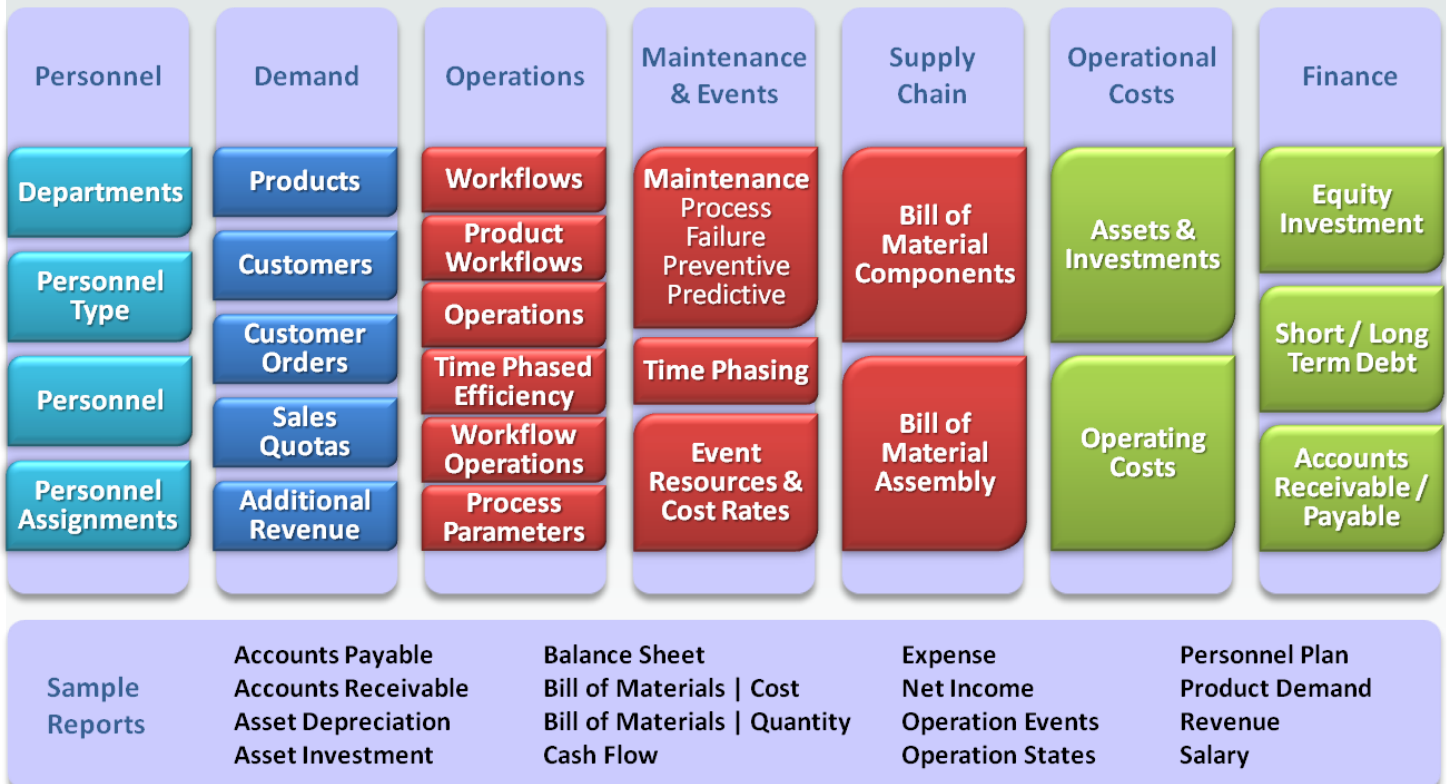 Personnel
Departments
Personnel
Type
Personnel
Personnel
Assignments
Demand
Products
Customers
Customer
Orders
Sales
Quotas
Additional
Revenue
Operations
Workflows
Product
Workflows
Operations
Time Phased
Efficiency
Workflow
Operations
Process
Parameters
Maintenance
& Events
Maintenance
Process
Failure
Preventive
Predictive
Time Phasing
Event
Resources &
Cost Rates
Supply
Chain
Bill of
Material
Components
Bill of
Material
Assembly
Operational
Costs
Assets &
Investments
Operating
Costs
Finance
Equity
Investment
Short / Long
Term Debt
Accounts
Receivable /
Payable
Sample
Reports
Accounts Payable
Accounts Receivable
Asset Depreciation
Asset Investment
Balance Sheet
Bill of Materials | Cost
Bill of Materials | Quantity
Cash Flow
Expense
Net Income
Operation Events
Operation States
Personnel Plan
Product Demand
Revenue
Salary